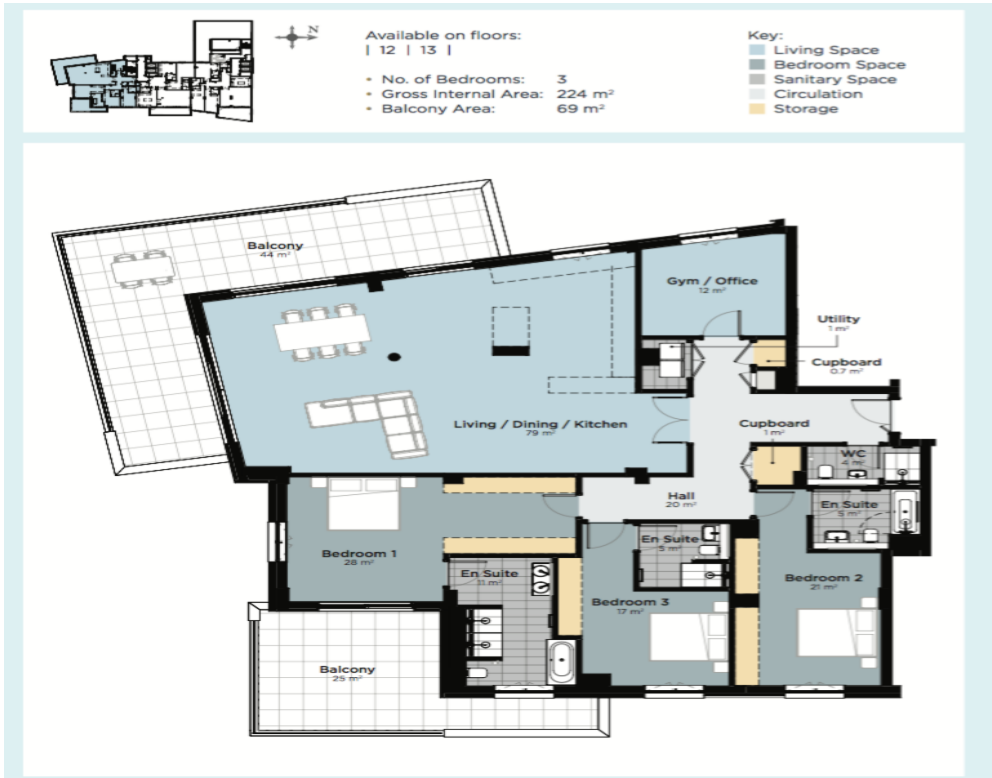 N
Available on floors:
| 12 | 13 |
• No. of Bedrooms: 3
• Gross Internal Area: 224 m²
• Balcony Area: 69 m²
Key:
Living Space
Bedroom Space
Sanitary Space
Circulation
Storage
Balcony
44 m²
Gym / Office
12 m²
Utility
1 m²
Cupboard
0.7 m²
Living / Dining / Kitchen
79 m²
Cupboard
1 m²
WC
4 m²
Hall
20 m²
En Suite
5 m²
En Suite
5 m²
Bedroom 1
28 m²
En Suite
11 m²
Bedroom 2
21 m²
Bedroom 3
17 m²
Balcony
25 m²